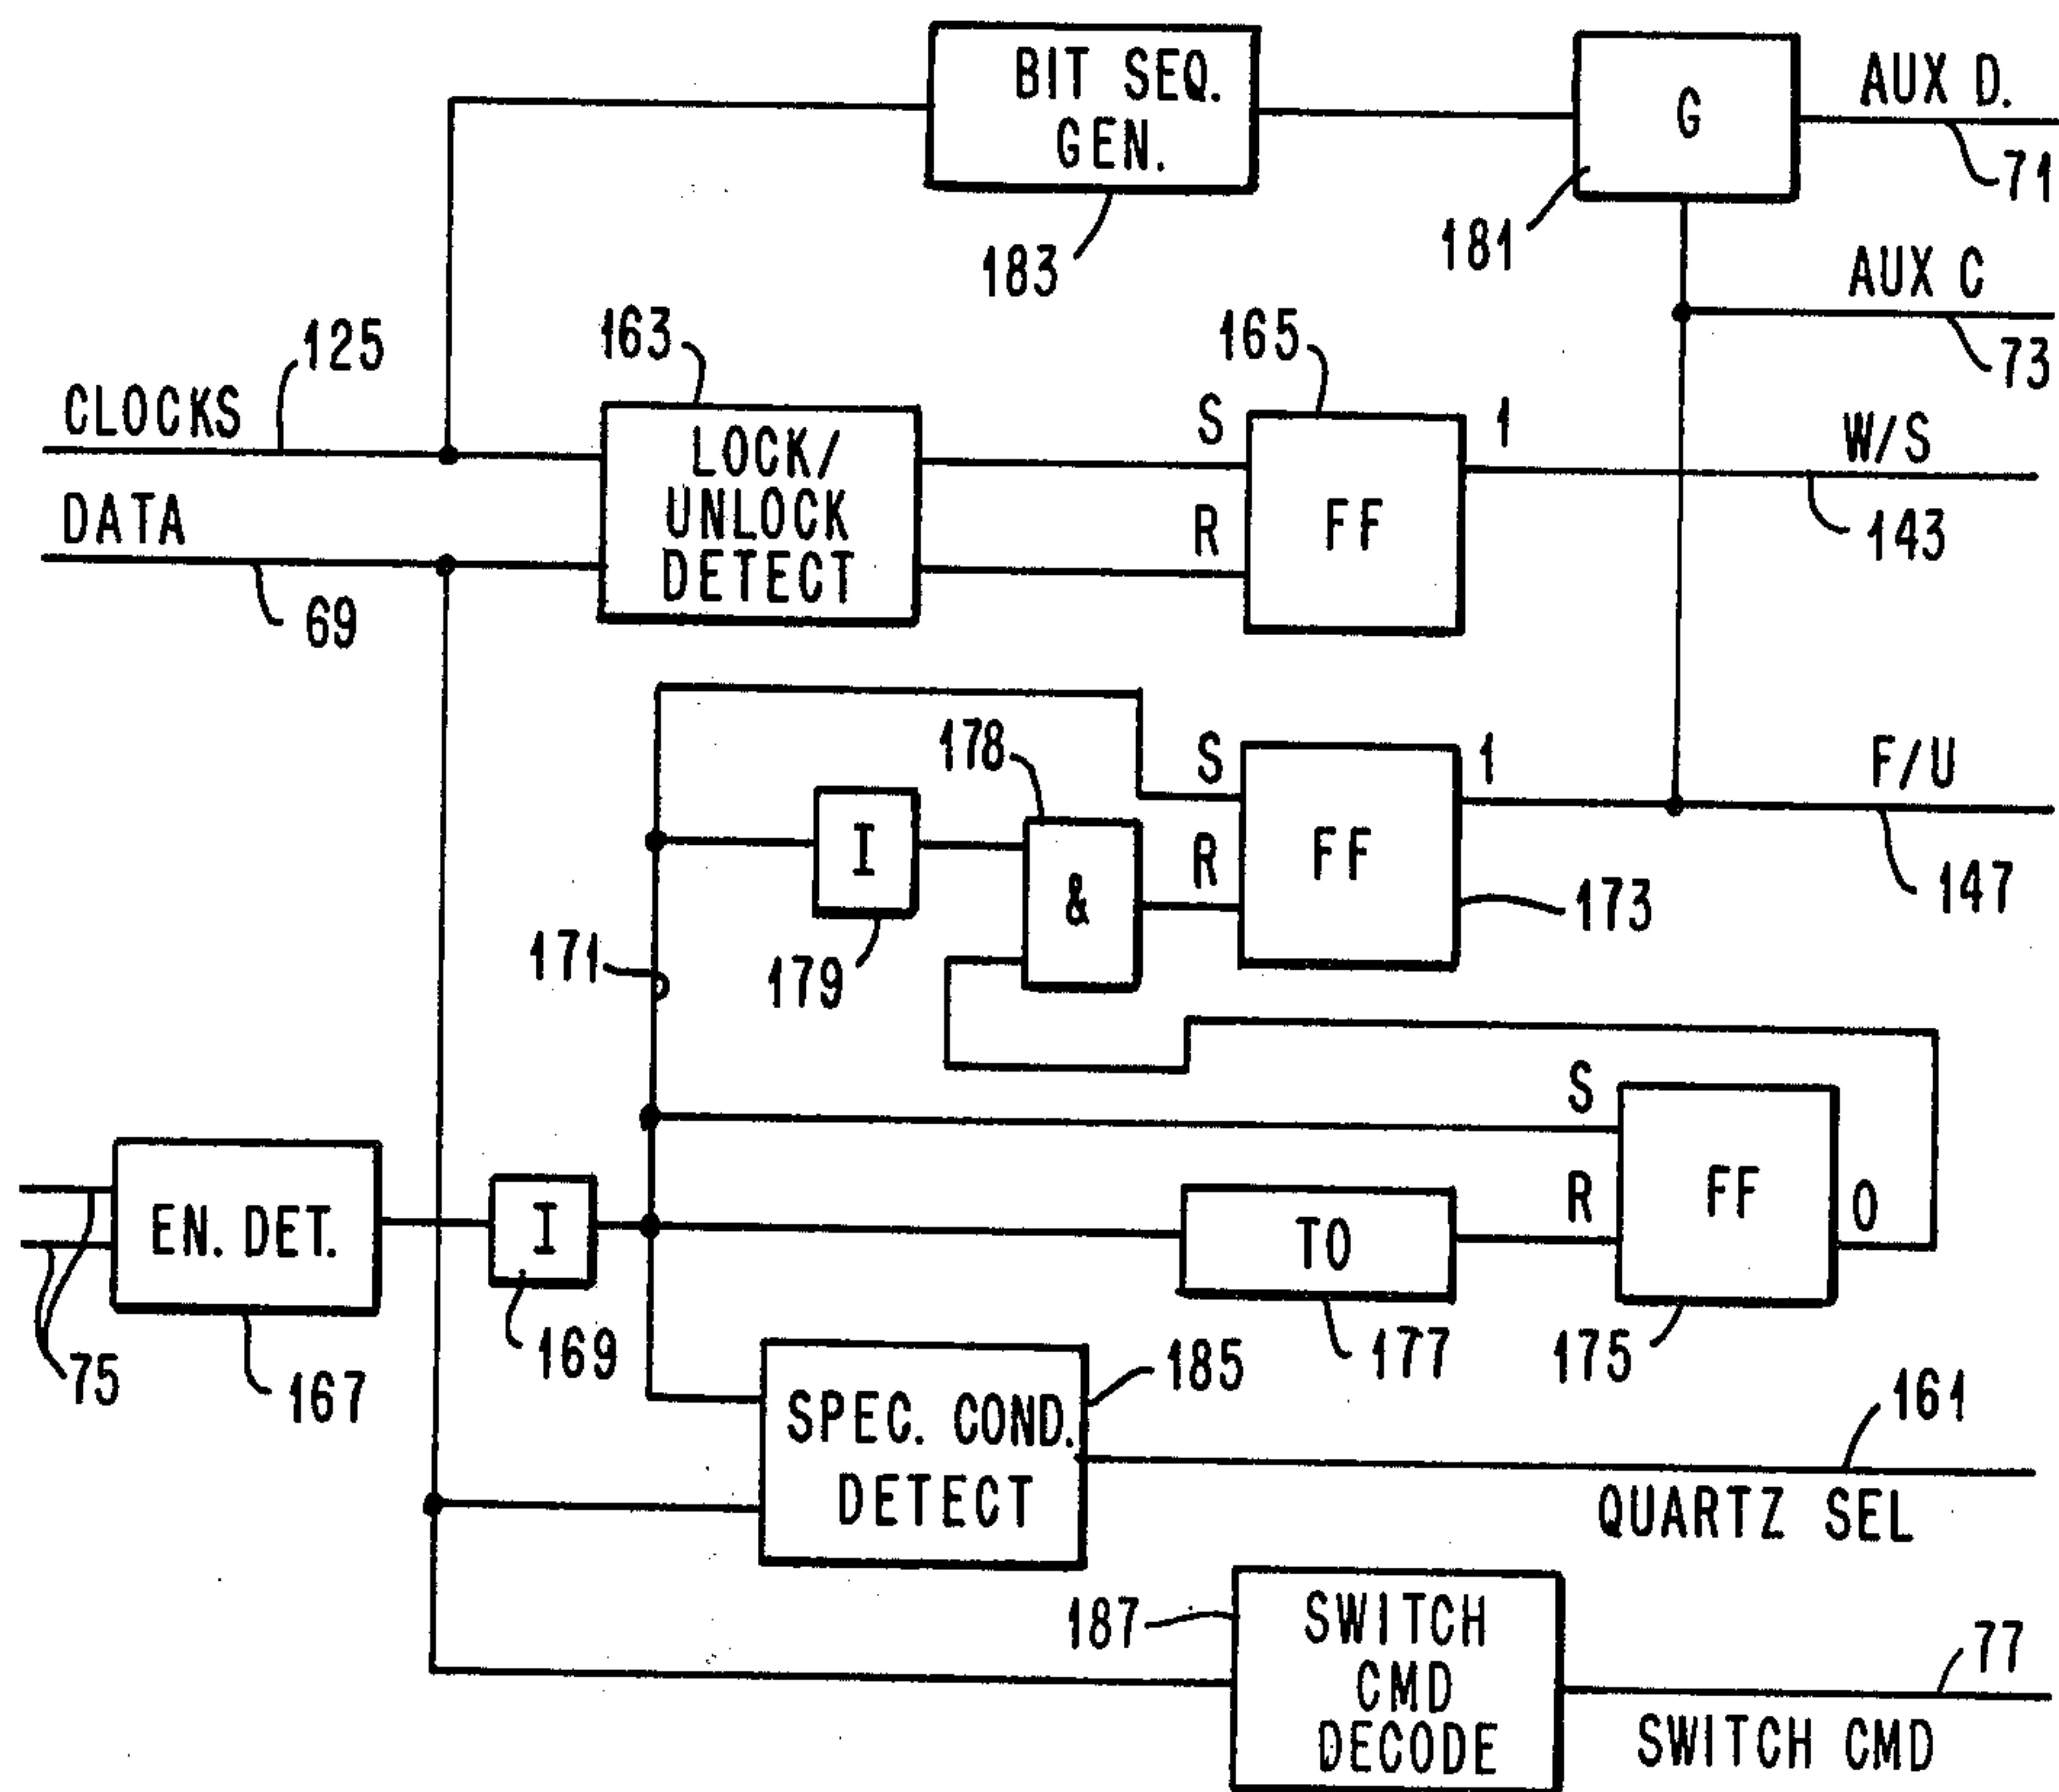 BIT SEQ.
GEN.
183
G
181
AUX D.
71
AUX C
73
CLOCKS
125
DATA
69
163
LOCK/
UNLOCK
DETECT
S
R
165
FF
1
W/S
143
171
I
179
178
&
S
R
FF
1
173
F/U
147
75
EN. DET.
167
I
169
TO
177
S
R
FF
0
175
SPEC. COND.
DETECT
185
161
QUARTZ SEL
187
SWITCH
CMD
DECODE
77
SWITCH CMD